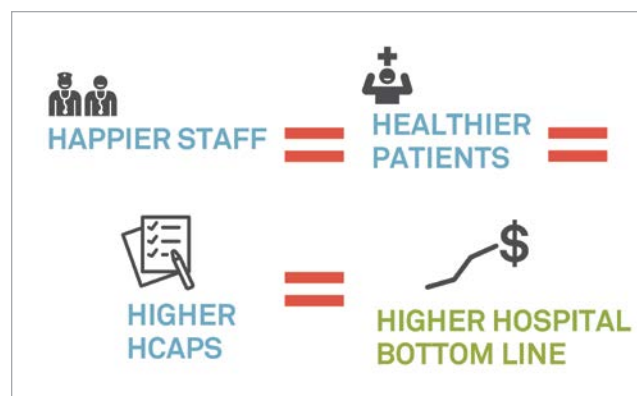 HAPPIER STAFF = HEALTHIER
PATIENTS =
HIGHER
HCAPS =
HIGHER HOSPITAL
BOTTOM LINE
$